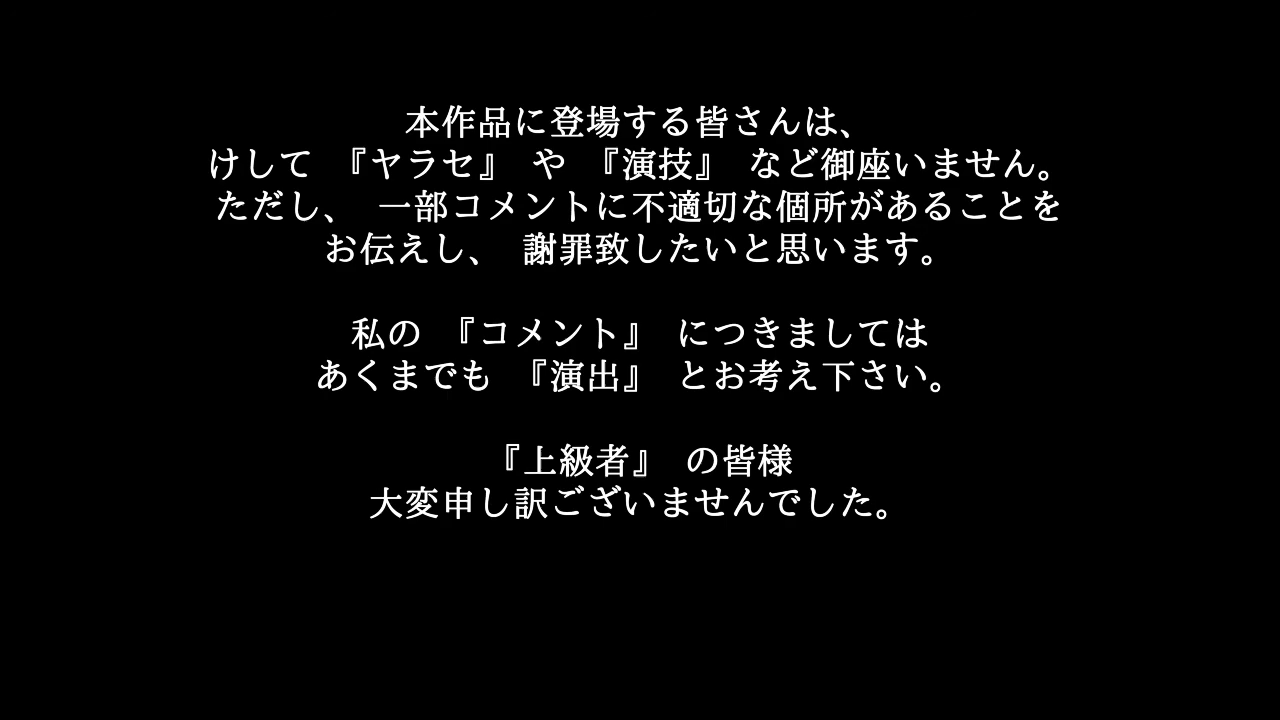 本作品に登場する皆さんは、
けして 『ヤラセ』 や 『演技』 など御座いません。
ただし、 一部コメントに不適切な個所があることを
お伝えし、 謝罪致したいと思います。
私の 『コメント』 につきましては
あくまでも 『演出』 とお考え下さい。
『上級者』 の皆様
大変申し訳ございませんでした。